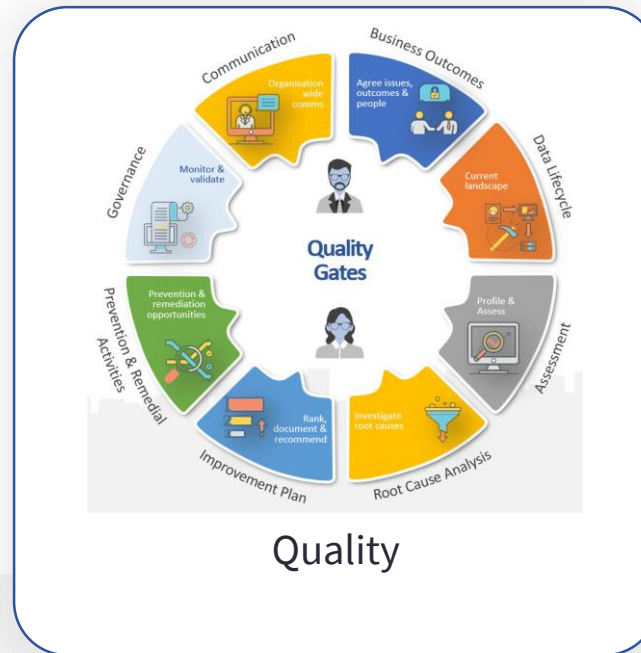 Business Outcomes
Agree issues,
outcomes &
people
Data Lifecycle
Current
landscape
Assessment
Profile &
Assess
Root Cause Analysis
Investigate
root causes
Improvement Plan
Rank,
document &
recommend
Prevention & Remedial
Activities
Prevention &
remediation
opportunities
Governance
Monitor &
validate
Communication
Organisation
wide
comms
Quality
Gates
Quality